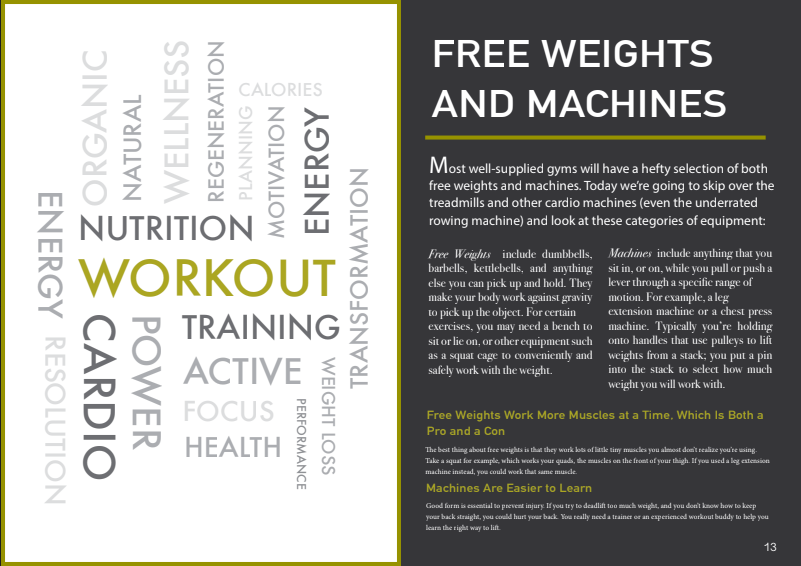 ORGANIC
NATURAL
WELLNESS
REGENERATION
CALORIES
PLANNING
MOTIVATION
ENERGY
ENERGY
NUTRITION
TRANSFORMATION
WORKOUT
RESOLUTION
CARDIO
POWER
TRAINING
ACTIVE
FOCUS
HEALTH
PERFORMANCE
WEIGHT LOSS
FREE WEIGHTS
AND MACHINES
Most well-supplied gyms will have a hefty selection of both
free weights and machines. Today we're going to skip over the
treadmills and other cardio machines (even the underrated
rowing machine) and look at these categories of equipment:
Free Weights include dumbbells,
barbells, kettlebells, and anything
else you can pick up and hold. They
make your body work against gravity
to pick up the object. For certain
exercises, you may need a bench to
sit or lie on, or other equipment such
as a squat cage to conveniently and
safely work with the weight.
Machines include anything that you
sit in, or on, while you pull or push a
lever through a specific range of
motion. For example, a leg
extension machine or a chest press
machine. Typically you're holding
onto handles that use pulleys to lift
weights from a stack; you put a pin
into the stack to select how much
weight you will work with.
Free Weights Work More Muscles at a Time, Which Is Both a
Pro and a Con
The best thing about free weights is that they work lots of little tiny muscles you almost don't realize you're using.
Take a squat for example, which works your quads, the muscles on the front of your thigh. If you used a leg extension
machine instead, you could work that same muscle.
Machines Are Easier to Learn
Good form is essential to prevent injury. If you try to deadlift too much weight, and you don't know how to keep
your back straight, you could hurt your back. You really need a trainer or an experienced workout buddy to help you
learn the right way to lift.
13